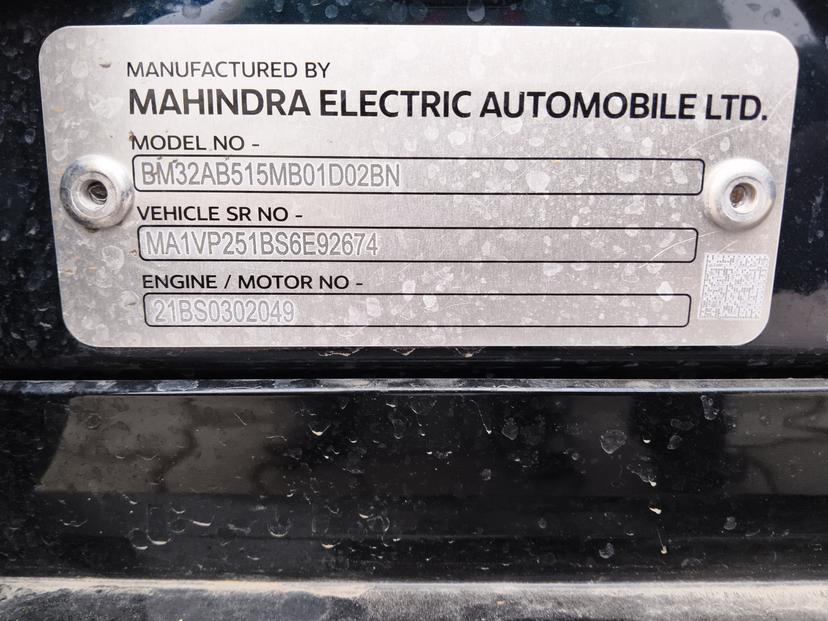 MANUFACTURED BY
MAHINDRA ELECTRIC AUTOMOBILE LTD.
MODEL NO -
BM32AB515MB01D02BN
VEHICLE SR NO -
MA1VP251BS6E92674
ENGINE / MOTOR NO -
21BS0302049